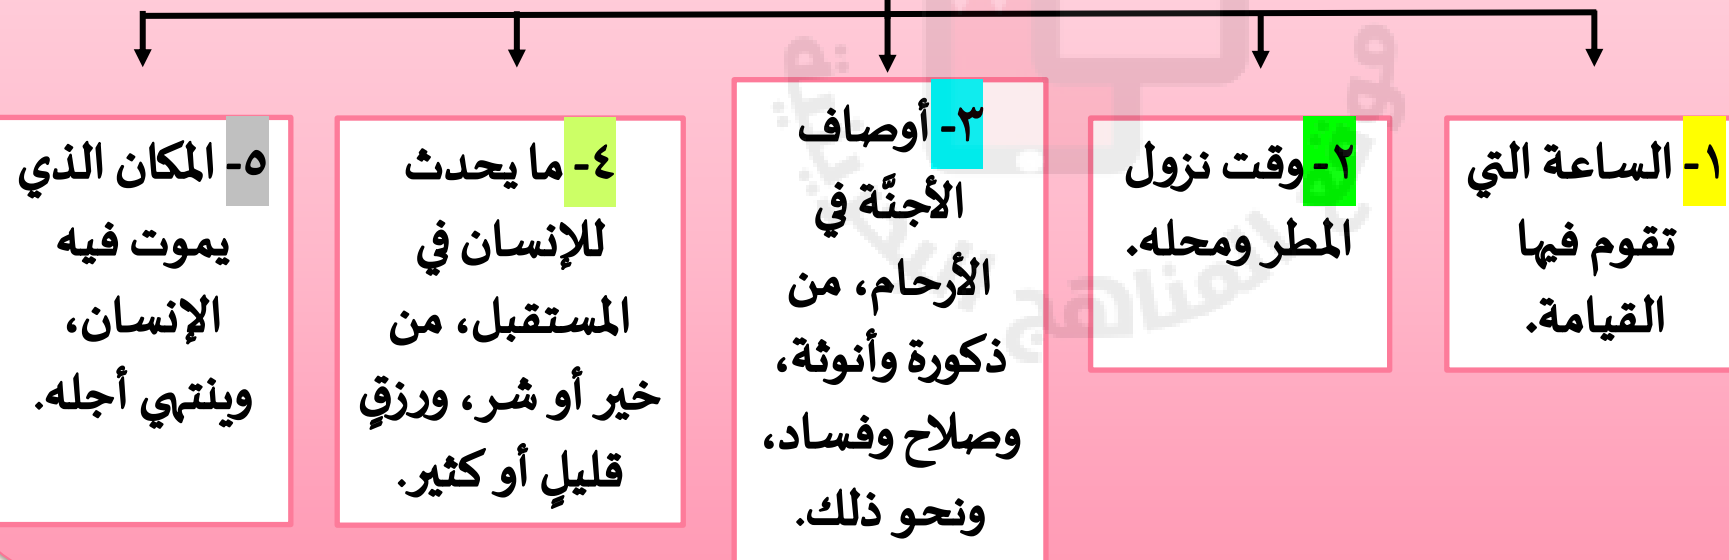 ١- الساعة التي
تقوم فيها
القيامة.
٢- وقت نزول
المطر ومحله.
٣- أوصاف
الأجنَّة في
الأرحام، من
ذكورة وأنوثة،
وصلاح وفساد،
ونحو ذلك.
٤- ما يحدث
للإنسان في
المستقبل، من
خير أو شر، ورزقٍ
قليلٍ أو كثير.
٥- المكان الذي
يموت فيه
الإنسان،
وينتهي أجله.